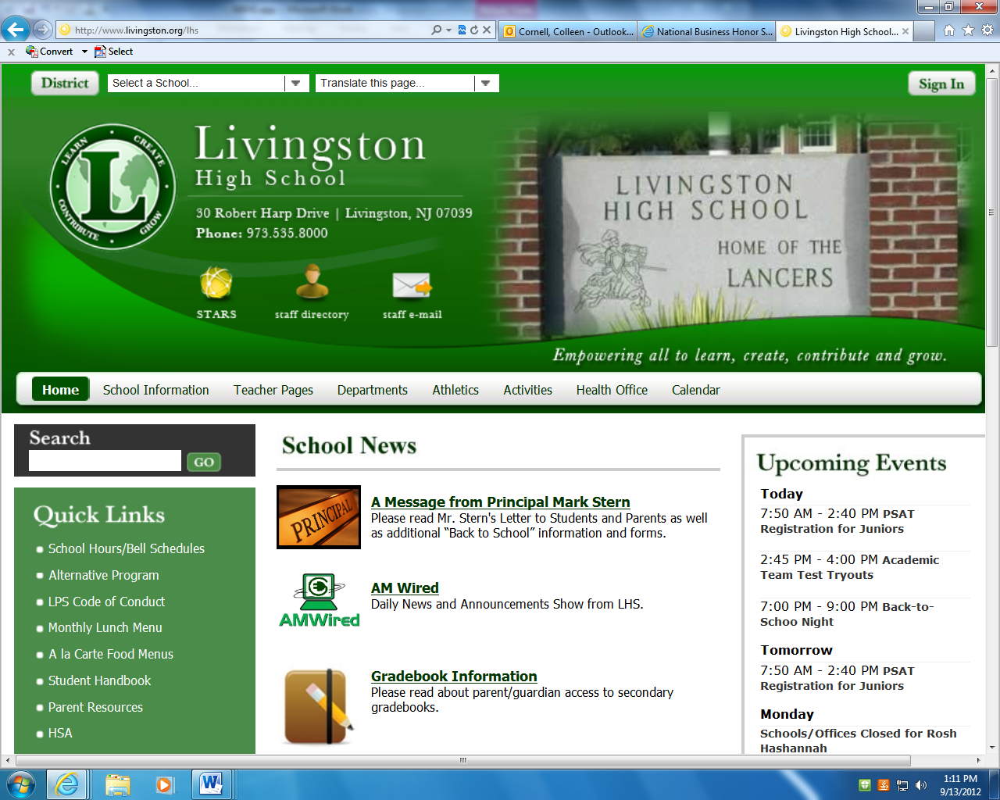 http://www.livingston.org/lhs
Cornell, Colleen - Outlook...
National Business Honor S...
Livingston High School...
x Convert Select
District
Select a School...
Translate this page...
Sign In
LEARN CREATE
CONTRIBUTE GROW
L
Livingston
High School
30 Robert Harp Drive | Livingston, NJ 07039
Phone: 973.535.8000
STARS
staff directory
staff e-mail
LIVINGSTON
HIGH SCHOOL
HOME OF THE
LANCERS
Empowering all to learn, create, contribute and grow.
Home School Information Teacher Pages Departments Athletics Activities Health Office Calendar
Search
GO
Quick Links
School Hours/Bell Schedules
Alternative Program
LPS Code of Conduct
Monthly Lunch Menu
A la Carte Food Menus
Student Handbook
Parent Resources
HSA
School News
PRINCIPAL
A Message from Principal Mark Stern
Please read Mr. Stern's Letter to Students and Parents as well
as additional “Back to School” information and forms.
AMWired
AM Wired
Daily News and Announcements Show from LHS.
Gradebook Information
Please read about parent/guardian access to secondary
gradebooks.
Upcoming Events
Today
7:50 AM - 2:40 PM PSAT
Registration for Juniors
2:45 PM - 4:00 PM Academic
Team Test Tryouts
7:00 PM - 9:00 PM Back-to-
Schoo Night
Tomorrow
7:50 AM - 2:40 PM PSAT
Registration for Juniors
Monday
Schools/Offices Closed for Rosh
Hashannah
1:11 PM
9/13/2012